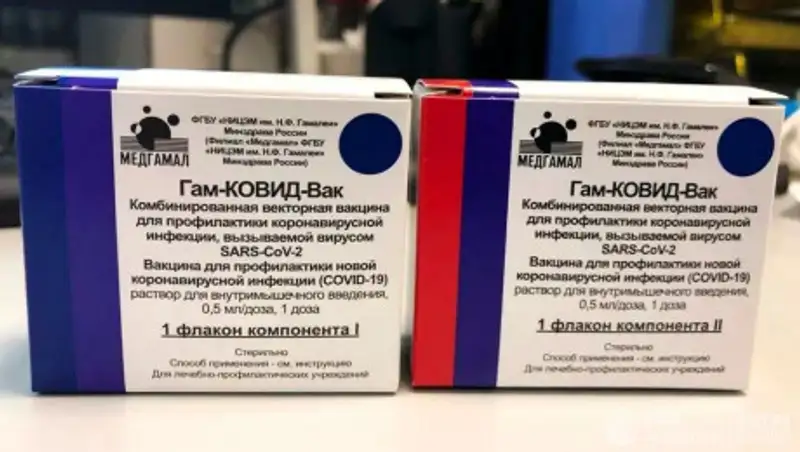 ФГБУ «НИЦЭМ им. Н.Ф. Гамалеи»
Минздрава России
(Филиал «Медгамал» ФГБУ
«НИЦЭМ им. Н.Ф. Гамалеи»
Минздрава России)
МЕДГАМАЛ
Гам-КОВИД-Вак
Комбинированная векторная вакцина
для профилактики коронавирусной
инфекции, вызываемой вирусом
SARS-CoV-2
Вакцина для профилактики новой
коронавирусной инфекции (COVID-19)
раствор для внутримышечного введения,
0,5 мл/доза, 1 доза
1 флакон компонента I
Стерильно
Способ применения - см. инструкцию
Для лечебно-профилактических учреждений
ФГБУ «НИЦЭМ им. Н.Ф. Гамалеи»
Минздрава России
(Филиал «Медгамал» ФГБУ
«НИЦЭМ им. Н.Ф. Гамалеи»
Минздрава России)
МЕДГАМАЛ
Гам-КОВИД-Вак
Комбинированная векторная вакцина
для профилактики коронавирусной
инфекции, вызываемой вирусом
SARS-CoV-2
Вакцина для профилактики новой
коронавирусной инфекции (COVID-19)
раствор для внутримышечного введения,
0,5 мл/доза, 1 доза
1 флакон компонента II
Стерильно
Способ применения - см. инструкцию
Для лечебно-профилактических учреждений